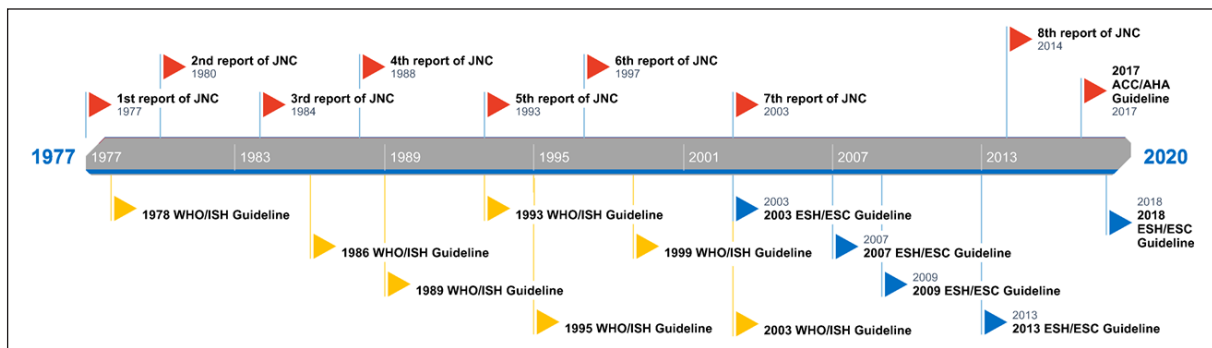 8th report of JNC
2014
2nd report of JNC
1980
4th report of JNC
1988
6th report of JNC
1997
2017
ACC/AHA
Guideline
2017
1st report of JNC
1977
3rd report of JNC
1984
5th report of JNC
1993
7th report of JNC
2003
1977
1977
1983
1989
1995
2001
2007
2013
2020
1978 WHO/ISH Guideline
1993 WHO/ISH Guideline
2003
2003 ESH/ESC Guideline
2018
2018
ESH/ESC
Guideline
1986 WHO/ISH Guideline
1999 WHO/ISH Guideline
2007
2007 ESH/ESC Guideline
1989 WHO/ISH Guideline
2009
2009 ESH/ESC Guideline
1995 WHO/ISH Guideline
2003 WHO/ISH Guideline
2013
2013 ESH/ESC Guideline